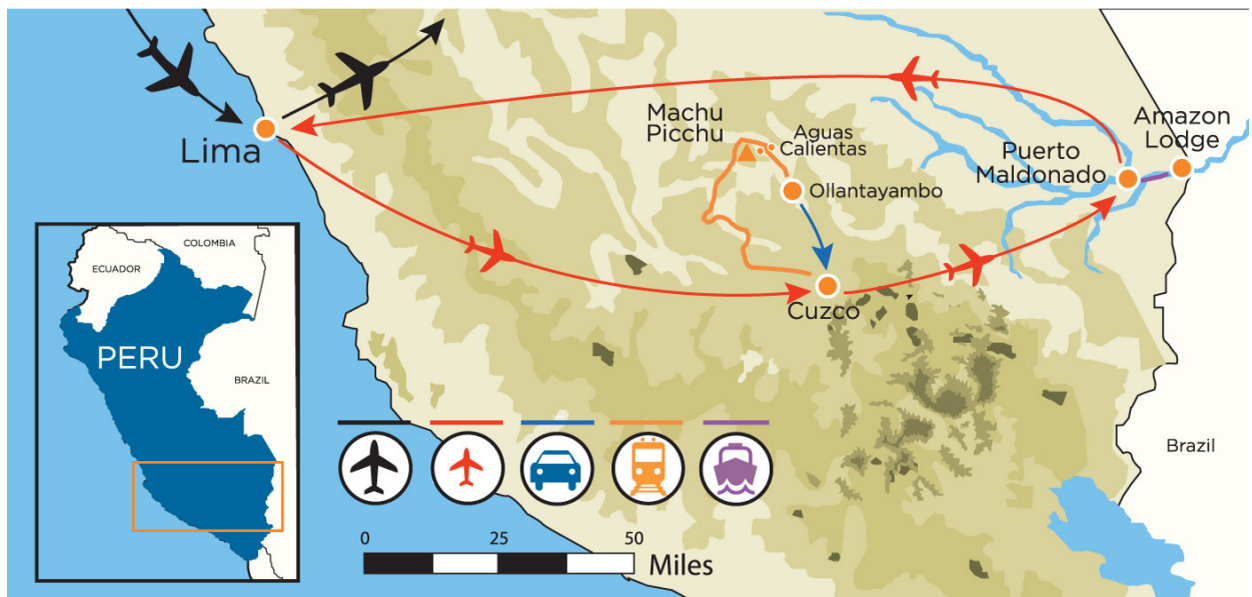 Lima
Machu
Picchu
Aguas
Calientas
Ollantayambo
Cuzco
Puerto
Maldonado
Amazon
Lodge
Brazil
COLOMBIA
ECUADOR
PERU
BRAZIL
0
25
50
Miles